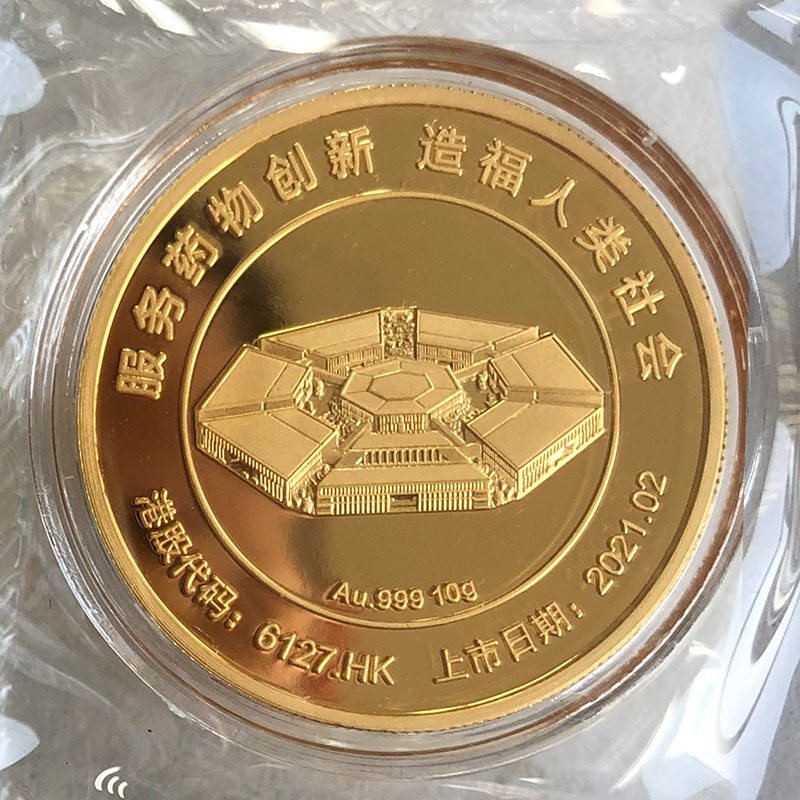 服务药物创新 造福人类社会
Au.999 10g
港股代码：6127.HK 上市日期：2021.02